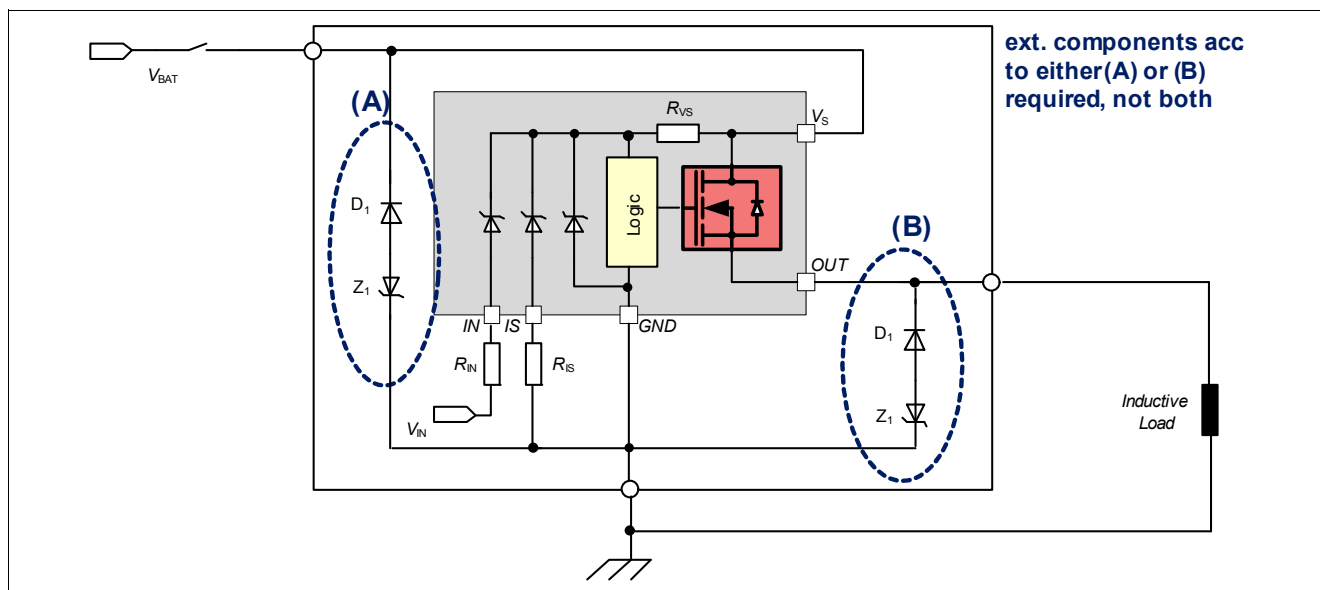 ext. components acc
to either (A) or (B)
required, not both
VBAT
(A)
RVS
VS
D1
Z1
Logic
(B)
OUT
IN
IS
GND
D1
RIN
RIS
Z1
VIN
Inductive
Load